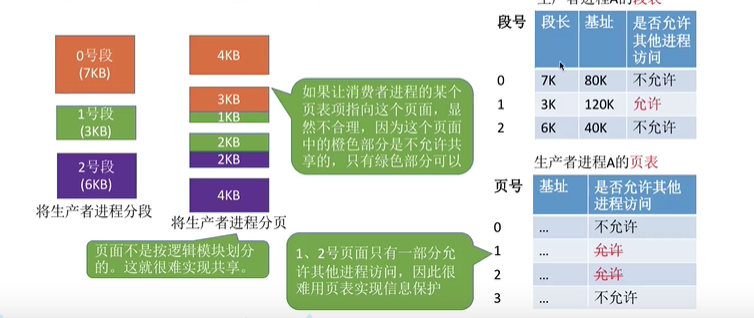 0号段
(7KB)
1号段
(3KB)
2号段
(6KB)
将生产者进程分段
4KB
3KB
1KB
2KB
2KB
4KB
将生产者进程分页
如果让消费者进程的某个
页表项指向这个页面，显
然不合理，因为这个页面
中的橙色部分是不允许共
享的，只有绿色部分可以
页面不是按逻辑模块划分
的。这就很难实现共享。
1、2号页面只有一部分允
许其他进程访问，因此很
难用页表实现信息保护
生产者进程A的段表
段号 段长 基址 是否允许
其他进程
访问
0 7K 80K 不允许
1 3K 120K 允许
2 6K 40K 不允许
生产者进程A的页表
页号 基址 是否允许其他
进程访问
0 ... 不允许
1 ... 允许
2 ... 允许
3 ... 不允许